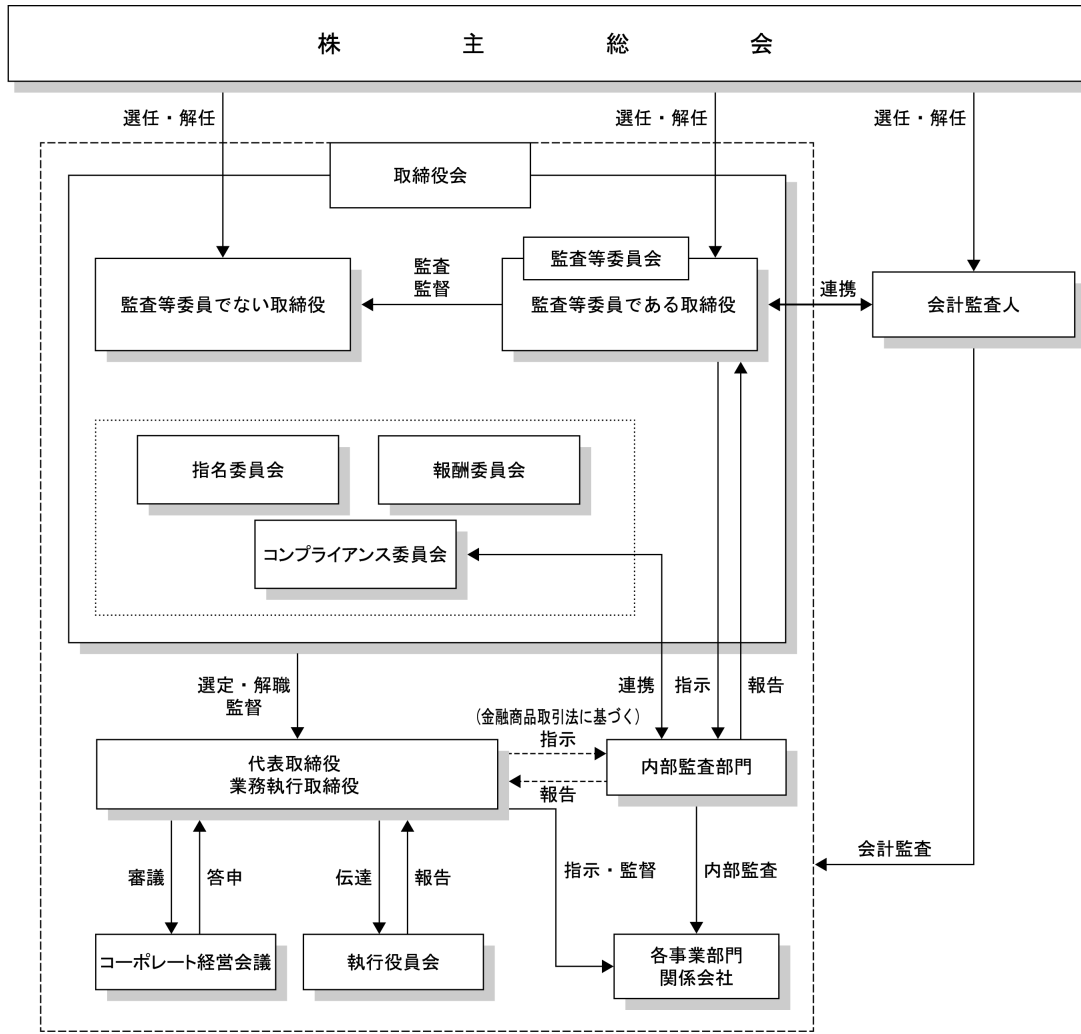 株主総会
選任・解任
選任・解任
選任・解任
取締役会
監査等委員会
監査
監督
監査等委員でない取締役
監査等委員である取締役
連携
会計監査人
指名委員会
報酬委員会
コンプライアンス委員会
選定・解職
監督
連携
指示
報告
(金融商品取引法に基づく)
指示
代表取締役
業務執行取締役
内部監査部門
報告
会計監査
審議
答申
伝達
報告
指示・監督
内部監査
コーポレート経営会議
執行役員会
各事業部門
関係会社